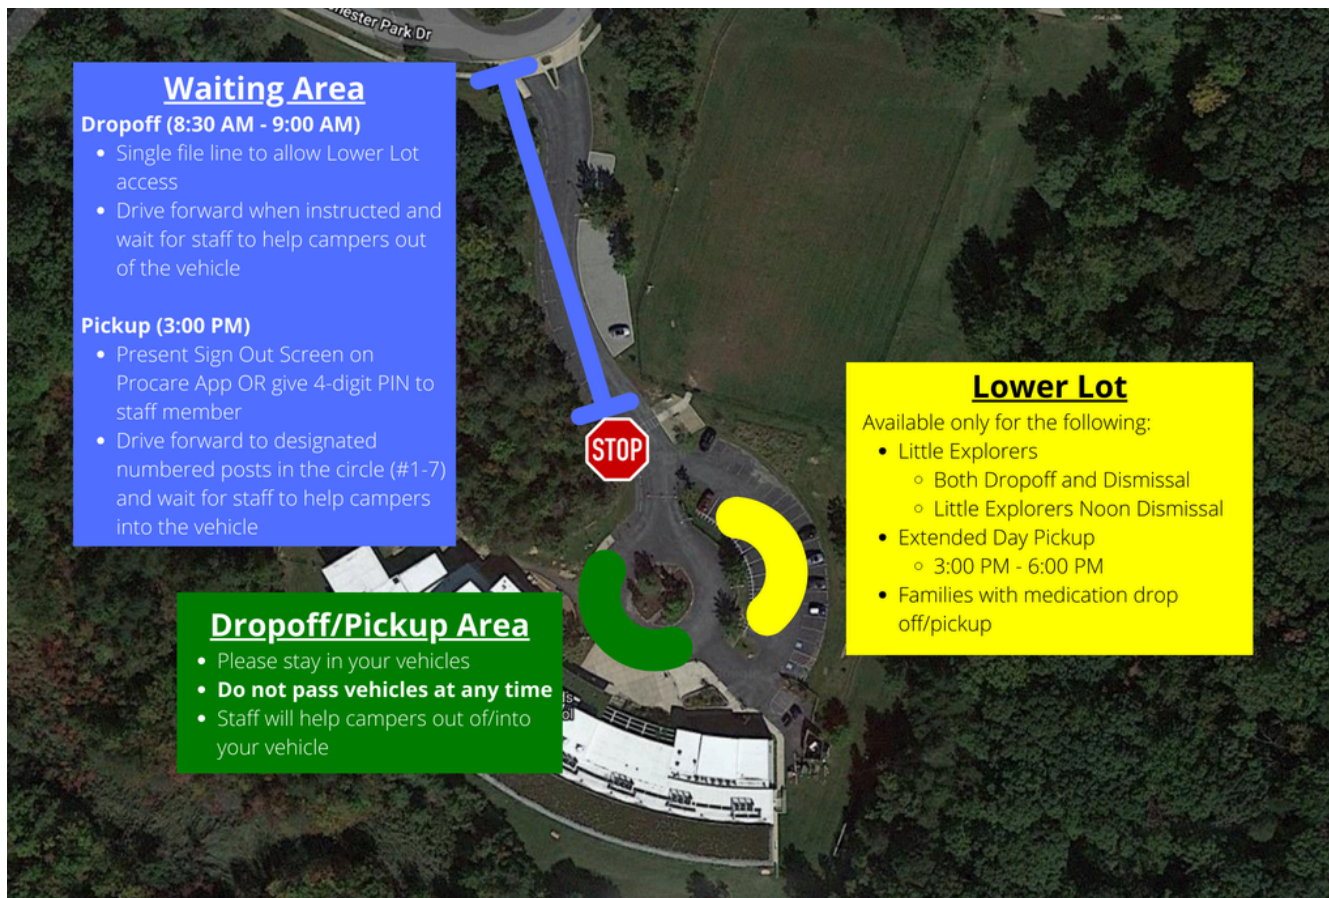 nester Park Dr
Waiting Area
Dropoff (8:30 AM - 9:00 AM)
• Single file line to allow Lower Lot
access
• Drive forward when instructed and
wait for staff to help campers out
of the vehicle
Pickup (3:00 PM)
• Present Sign Out Screen on
Procare App OR give 4-digit PIN to
staff member
• Drive forward to designated
numbered posts in the circle (#1-7)
and wait for staff to help campers
into the vehicle
STOP
Lower Lot
Available only for the following:
• Little Explorers
◦ Both Dropoff and Dismissal
◦ Little Explorers Noon Dismissal
• Extended Day Pickup
◦ 3:00 PM - 6:00 PM
• Families with medication drop
off/pickup
Dropoff/Pickup Area
• Please stay in your vehicles
• Do not pass vehicles at any time
• Staff will help campers out of/into
your vehicle
ds
ol